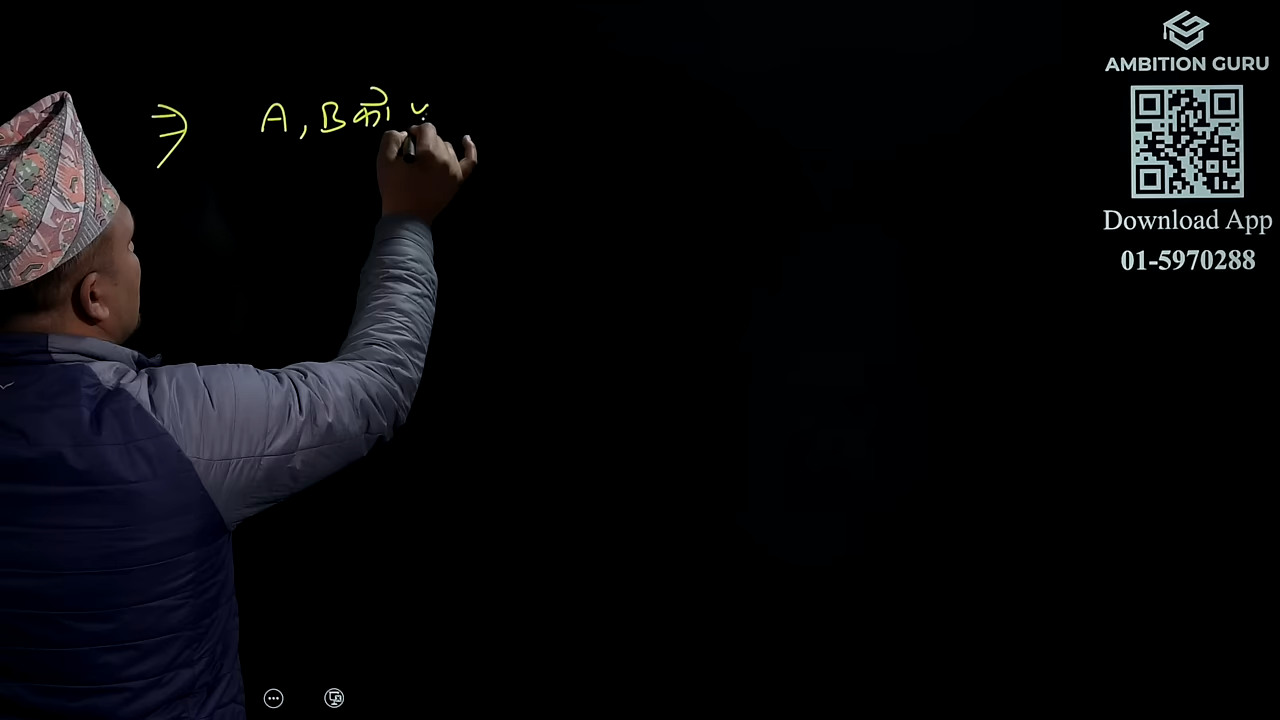 ⇒ A, B को
AMBITION GURU
Download App
01-5970288